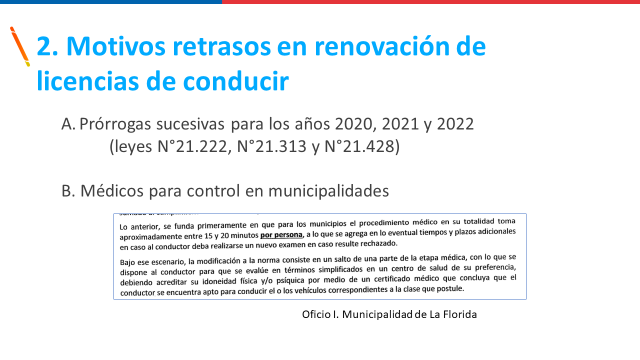 2. Motivos retrasos en renovación de
licencias de conducir
A. Prórrogas sucesivas para los años 2020, 2021 y 2022
(leyes N°21.222, N°21.313 y N°21.428)
B. Médicos para control en municipalidades
Lo anterior, se funda primeramente en que para los municipios el procedimiento médico en su totalidad toma
aproximadamente entre 15 y 20 minutos por persona, a lo que se agrega en lo eventual tiempos y plazos adicionales
en caso al conductor deba realizarse un nuevo examen en caso resulte rechazado.
Bajo ese escenario, la modificación a la norma consiste en un salto de una parte de la etapa médica, con lo que se
dispone al conductor para que se evalúe en términos simplificados en un centro de salud de su preferencia,
debiendo acreditar su idoneidad física y/o psíquica por medio de un certificado médico que concluya que el
conductor se encuentra apto para conducir el o los vehículos correspondientes a la clase que postule.
Oficio I. Municipalidad de La Florida